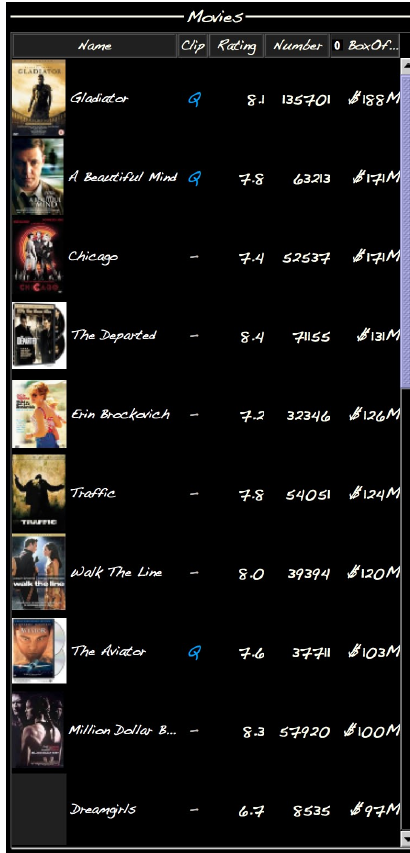 Movies
Name Clip Rating Number 0 BoxOf...
GLADIATOR
Gladiator Q 8.1 135701 $188M
A BEAUTIFUL MIND
A Beautiful Mind Q 7.8 63213 $171M
CHICAGO
Chicago - 7.4 52537 $171M
DEPARTED
The Departed - 8.4 71155 $131M
Erin Brockovich - 7.2 32346 $126M
TRAFFIC
Traffic - 7.8 54051 $124M
walk the line
Walk The Line - 8.0 39394 $120M
AVIATOR
The Aviator Q 7.6 37711 $103M
Million Dollar B... - 8.3 57920 $100M
Dreamgirls - 6.7 8535 $97M